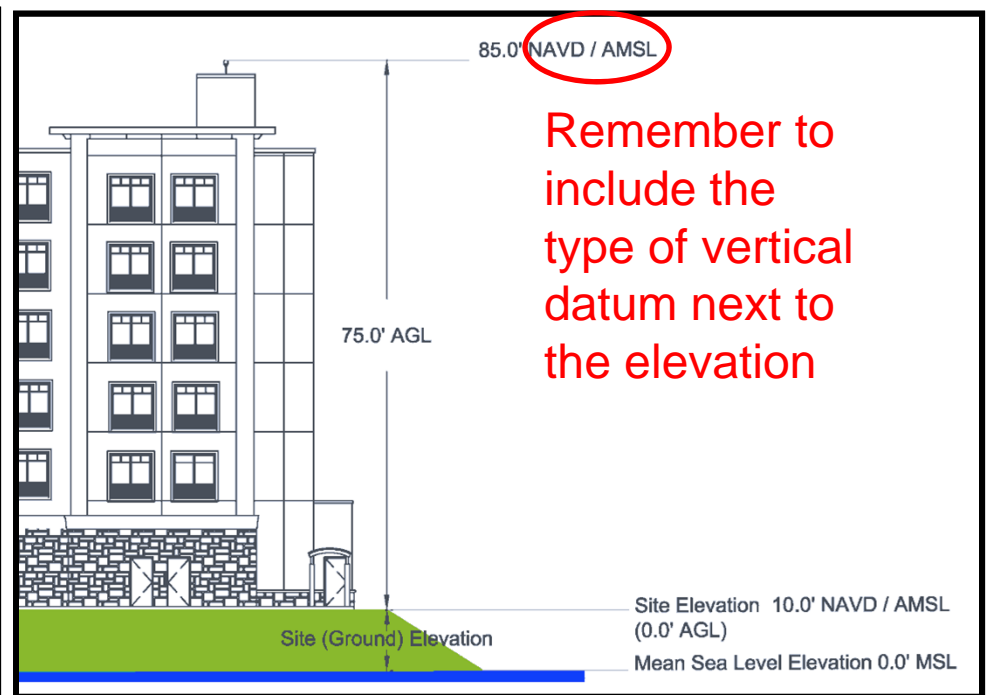 85.0' NAVD / AMSL
Remember to
include the
type of vertical
datum next to
the elevation
75.0' AGL
Site Elevation 10.0' NAVD / AMSL
(0.0' AGL)
Site (Ground) Elevation
Mean Sea Level Elevation 0.0' MSL